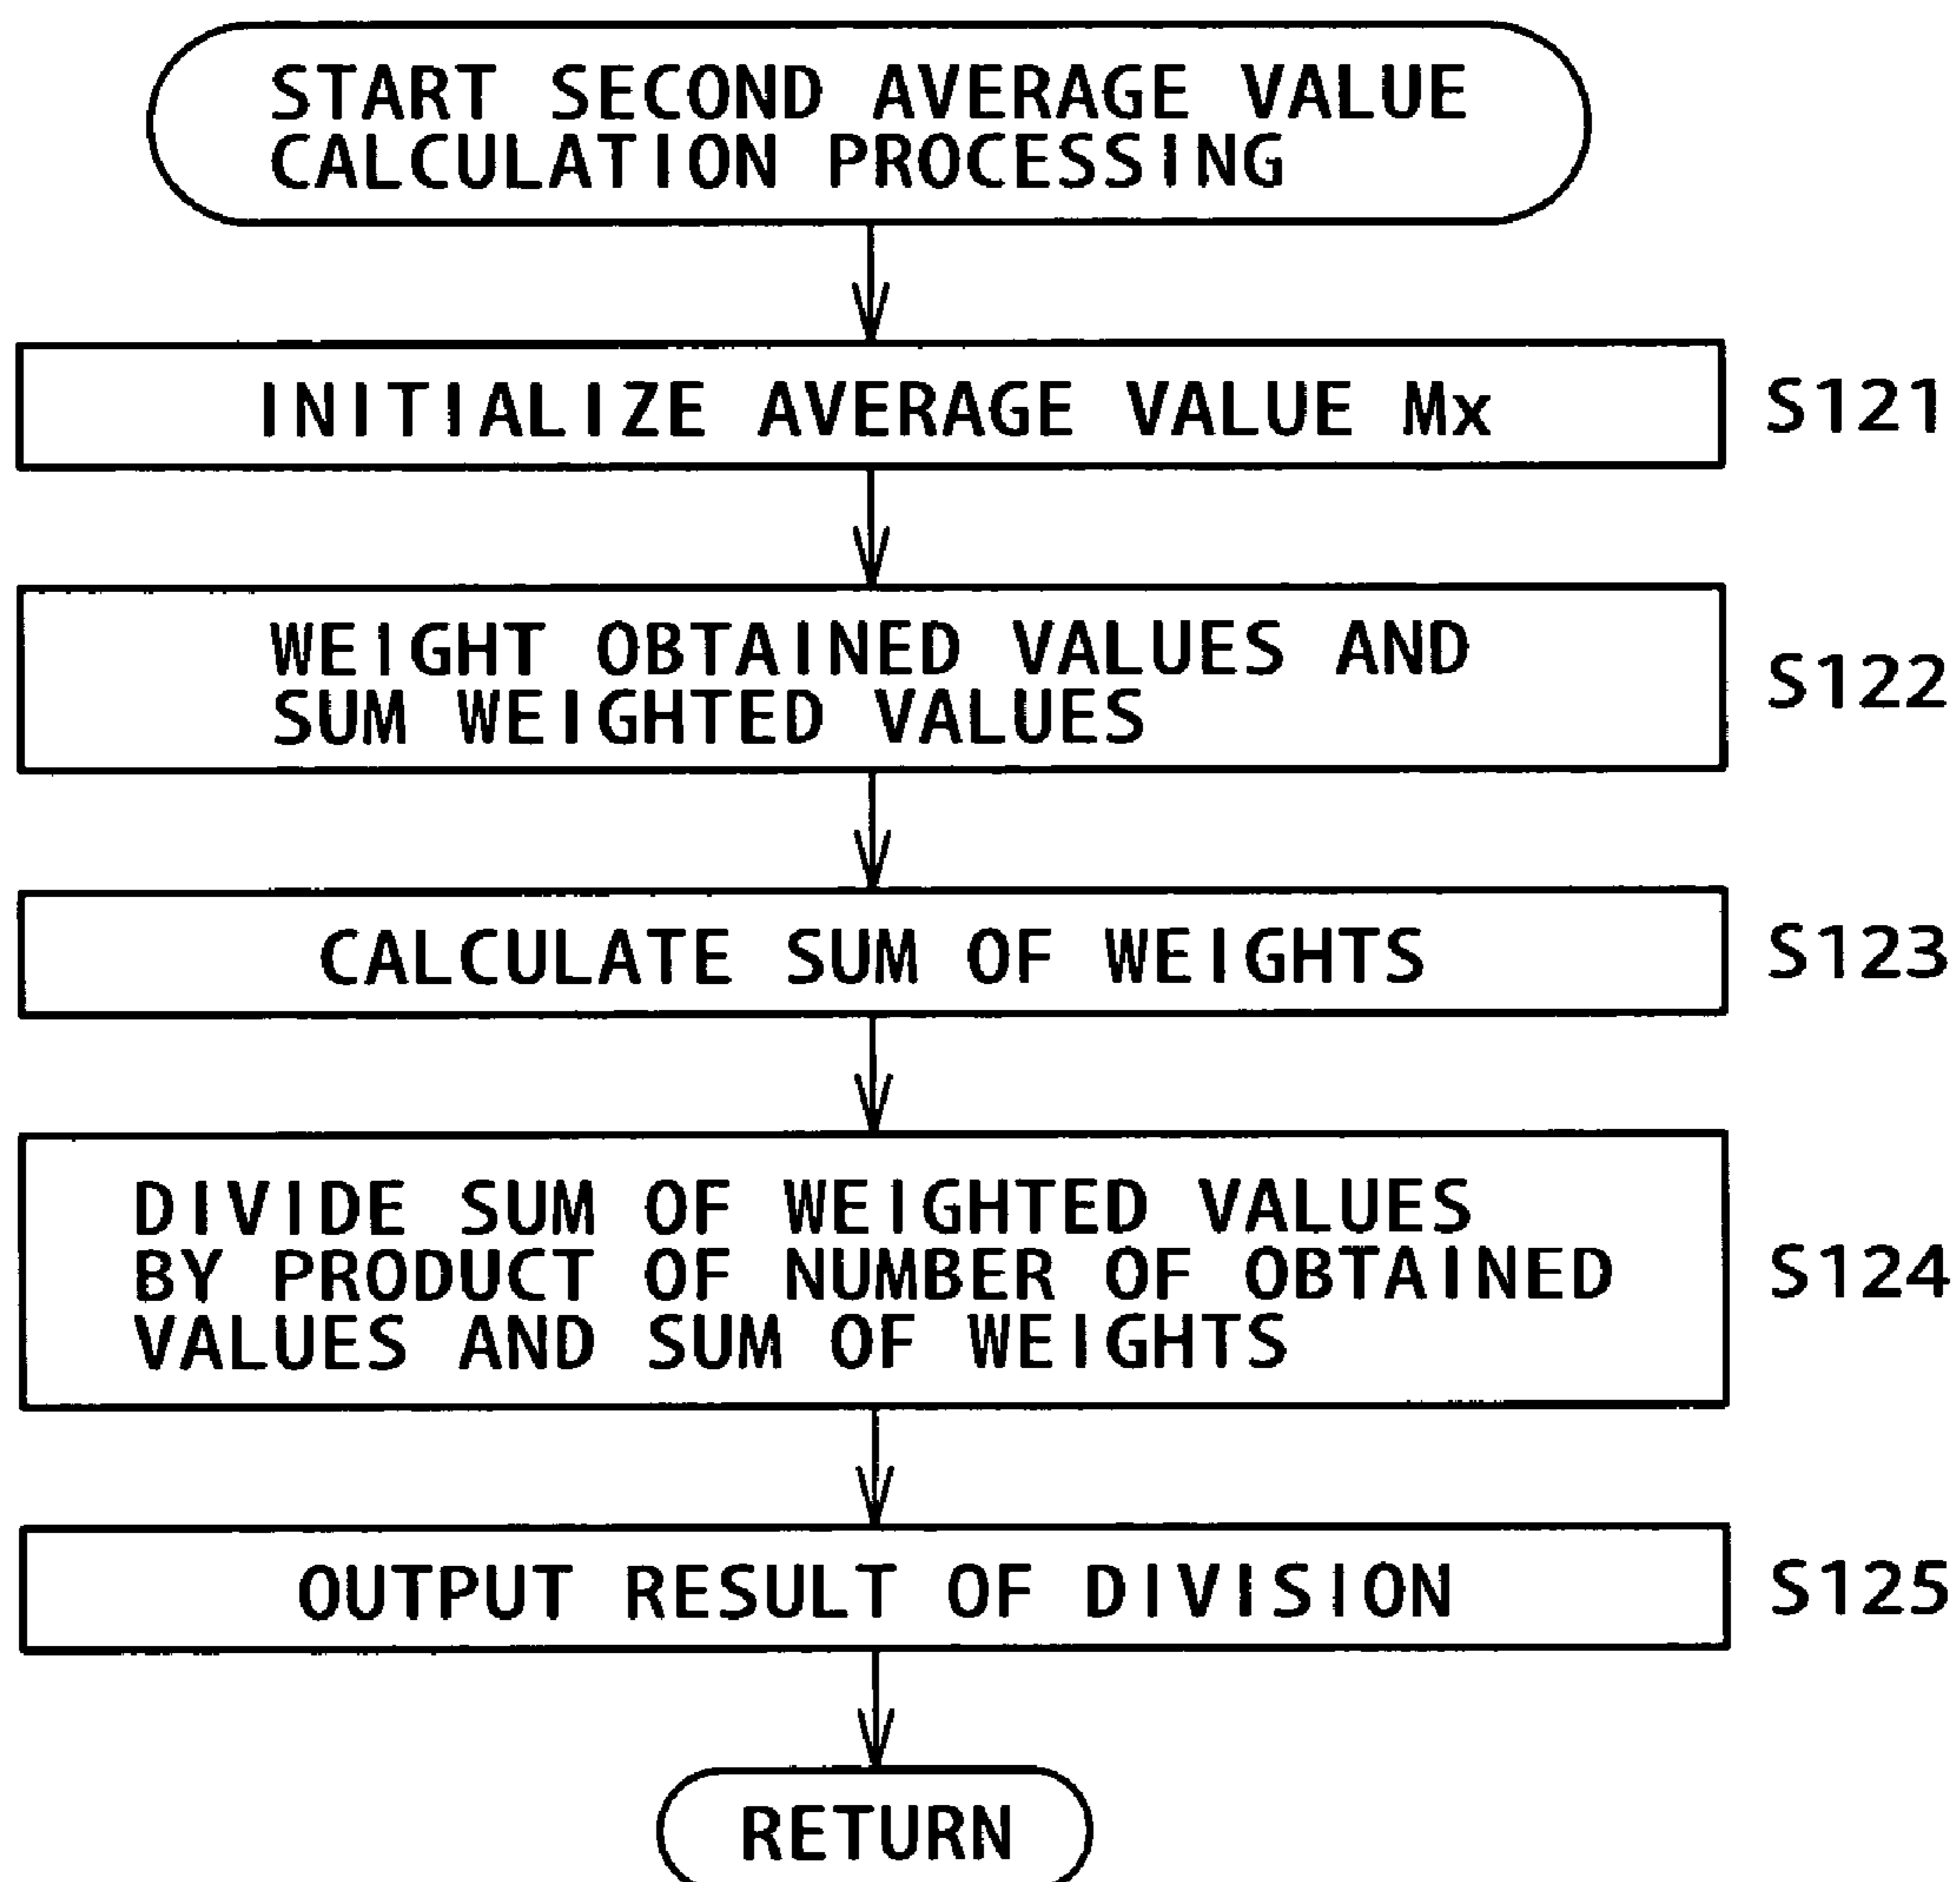 START SECOND AVERAGE VALUE
CALCULATION PROCESSING
INITIALIZE AVERAGE VALUE Mx
S121
WEIGHT OBTAINED VALUES AND
SUM WEIGHTED VALUES
S122
CALCULATE SUM OF WEIGHTS
S123
DIVIDE SUM OF WEIGHTED VALUES
BY PRODUCT OF NUMBER OF OBTAINED
VALUES AND SUM OF WEIGHTS
S124
OUTPUT RESULT OF DIVISION
S125
RETURN